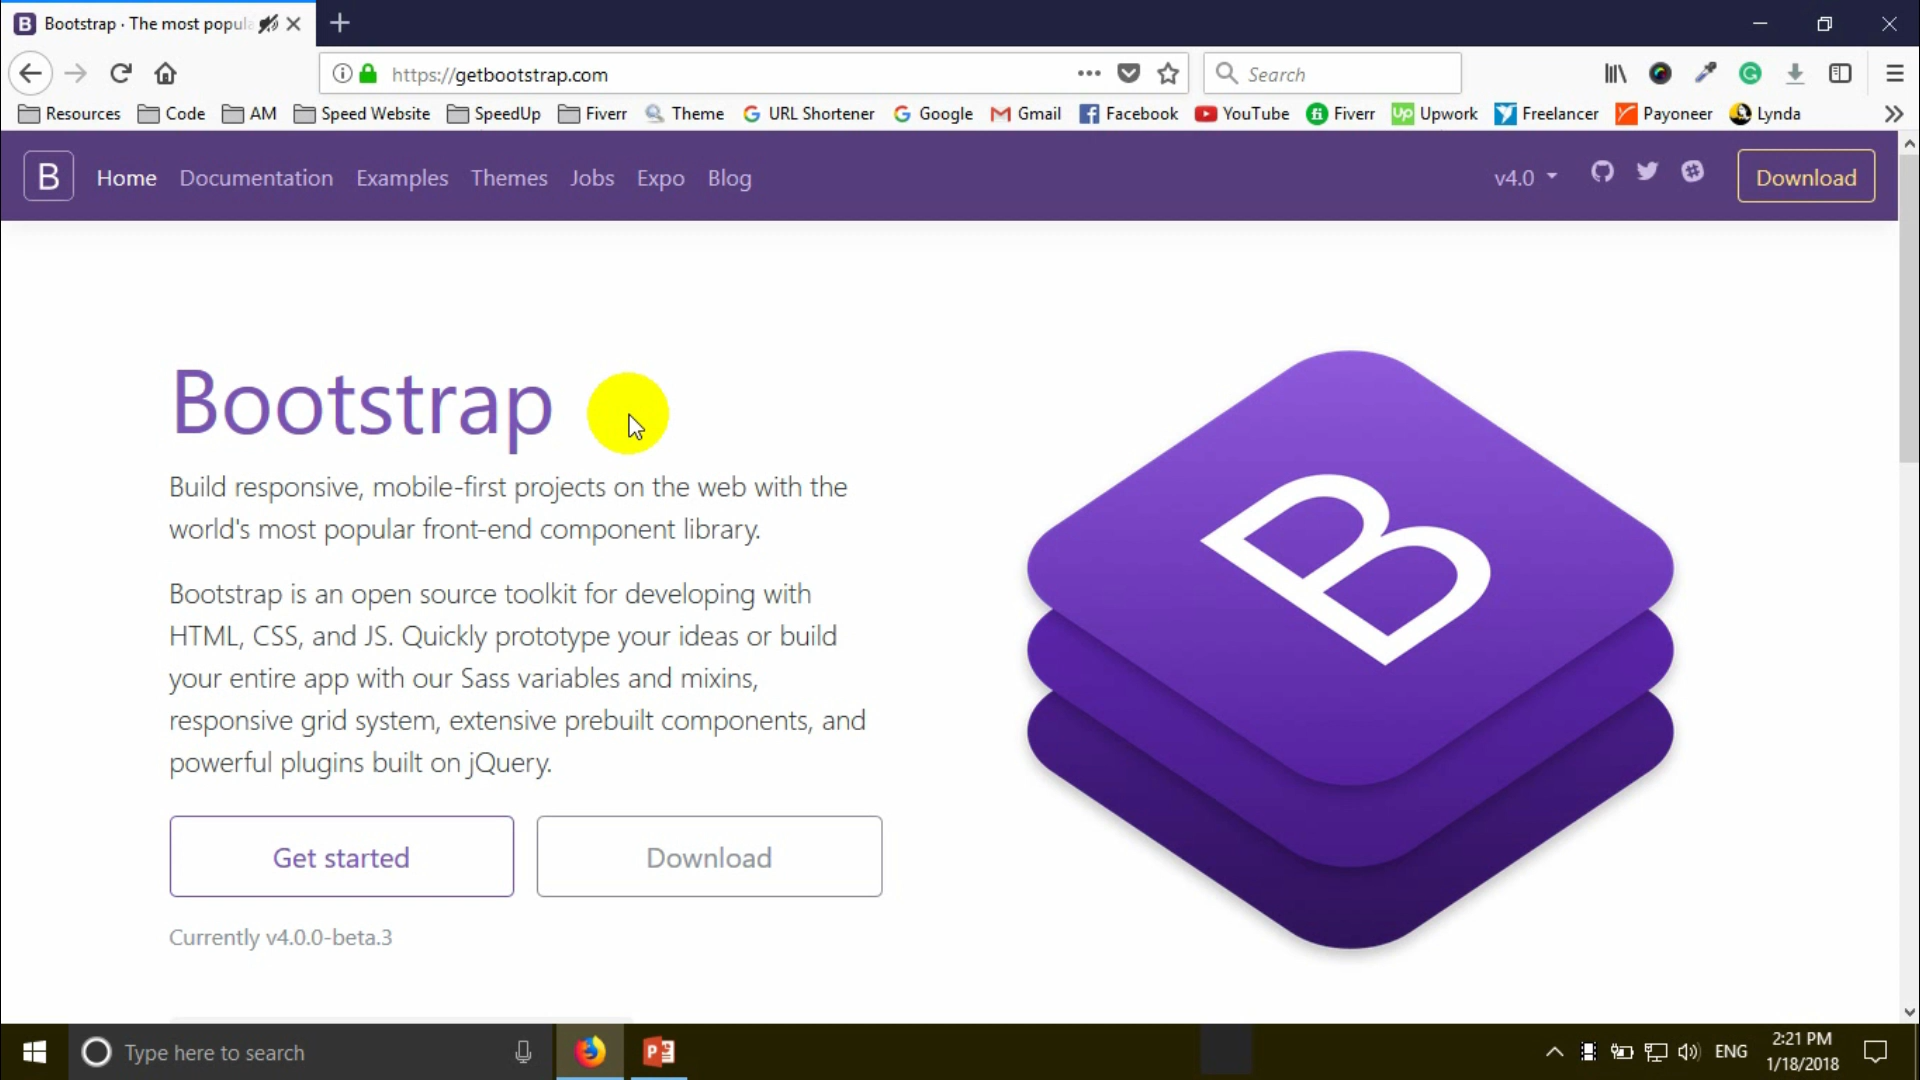 B Bootstrap · The most popula
https://getbootstrap.com
Search
Resources Code AM Speed Website SpeedUp Fiverr Theme URL Shortener Google Gmail Facebook YouTube Fiverr Upwork Freelancer Payoneer Lynda
B Home Documentation Examples Themes Jobs Expo Blog v4.0 Download
Bootstrap
Build responsive, mobile-first projects on the web with the
world's most popular front-end component library.
Bootstrap is an open source toolkit for developing with
HTML, CSS, and JS. Quickly prototype your ideas or build
your entire app with our Sass variables and mixins,
responsive grid system, extensive prebuilt components, and
powerful plugins built on jQuery.
B
Get started Download
Currently v4.0.0-beta.3
Type here to search
ENG
2:21 PM
1/18/2018